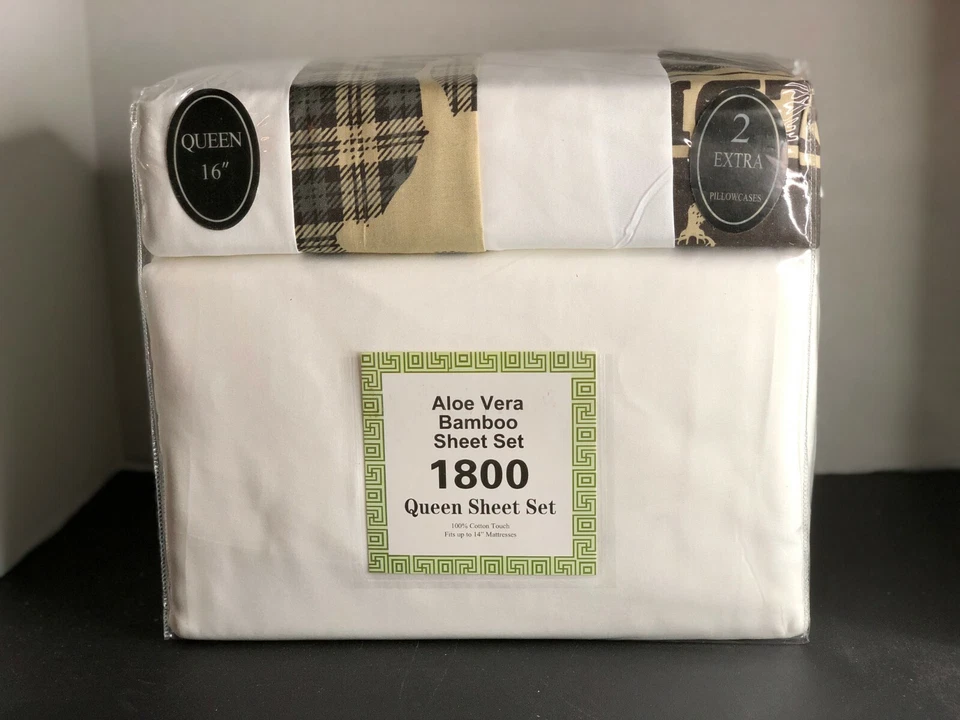 QUEEN
16"
2
EXTRA
PILLOWCASES
Aloe Vera
Bamboo
Sheet Set
1800
Queen Sheet Set
100% Cotton Touch
Fits up to 14" Mattresses